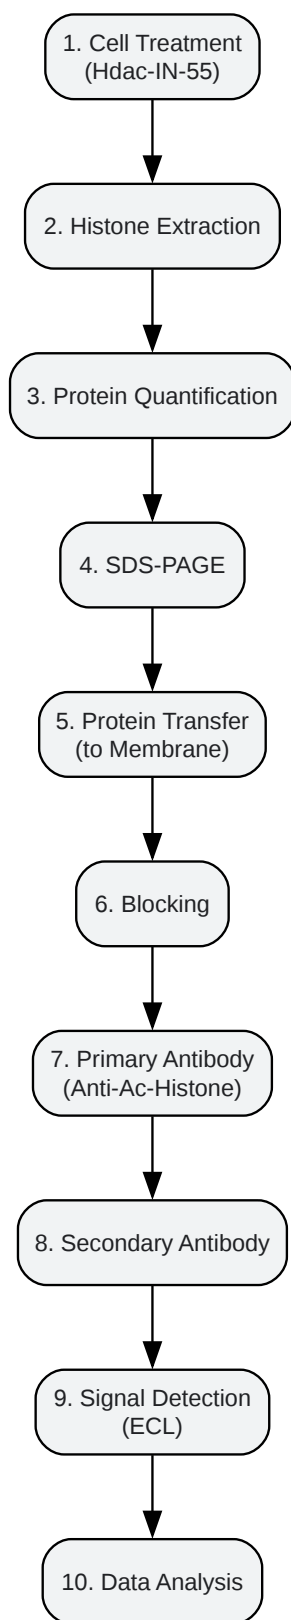 1. Cell Treatment
(Hdac-IN-55)
2. Histone Extraction
3. Protein Quantification
4. SDS-PAGE
5. Protein Transfer
(to Membrane)
6. Blocking
7. Primary Antibody
(Anti-Ac-Histone)
8. Secondary Antibody
9. Signal Detection
(ECL)
10. Data Analysis